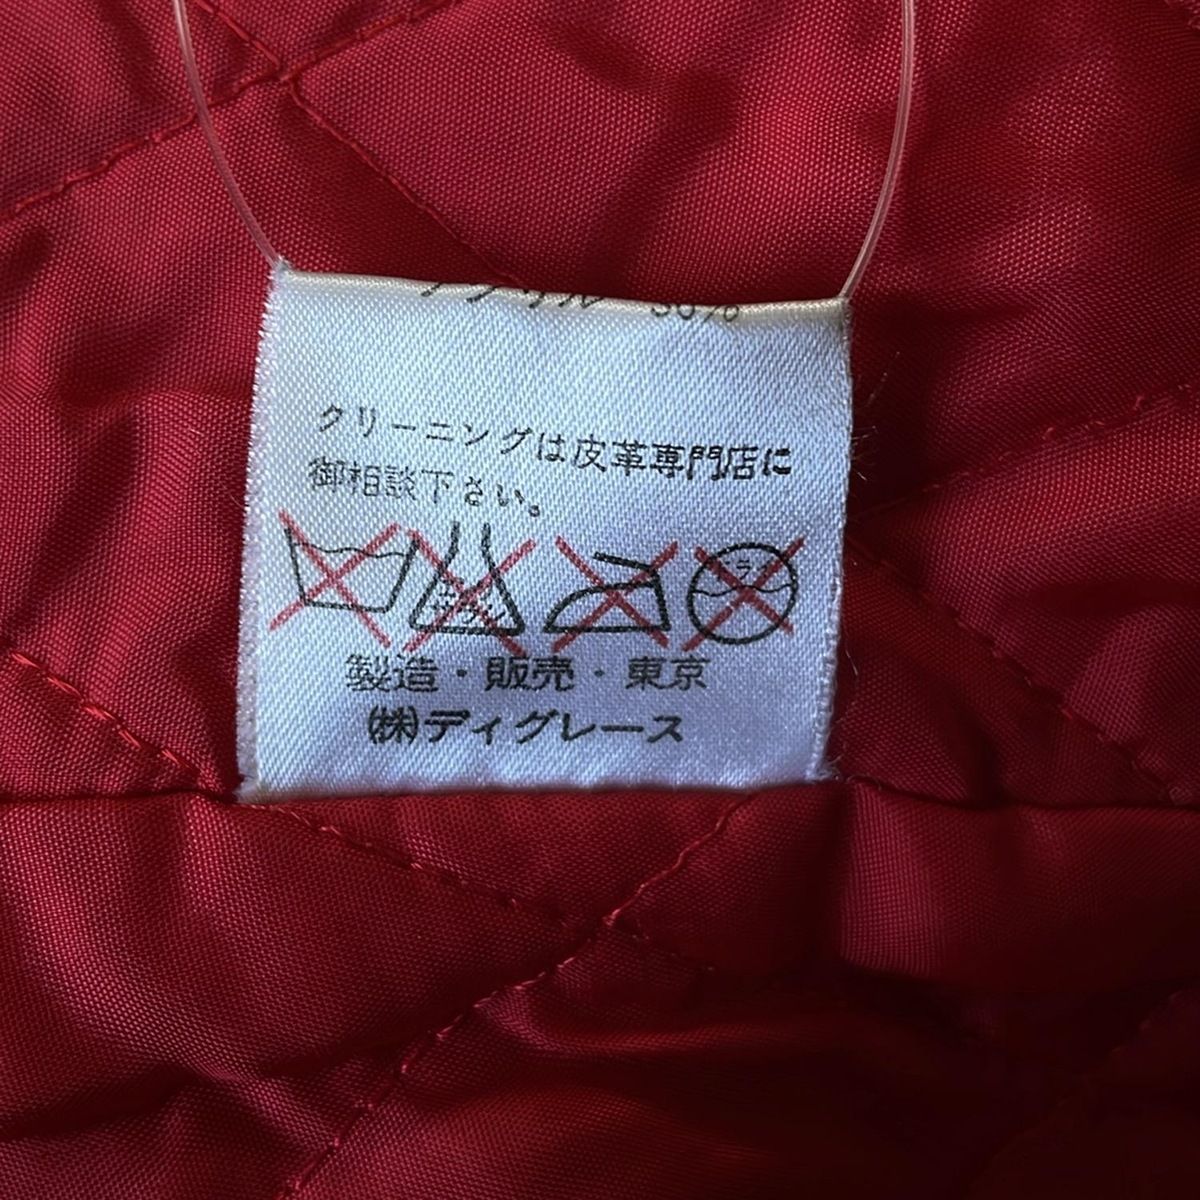 クリーニングは皮革専門店に
御相談下さい。
製造・販売・東京
(株)ディグレース